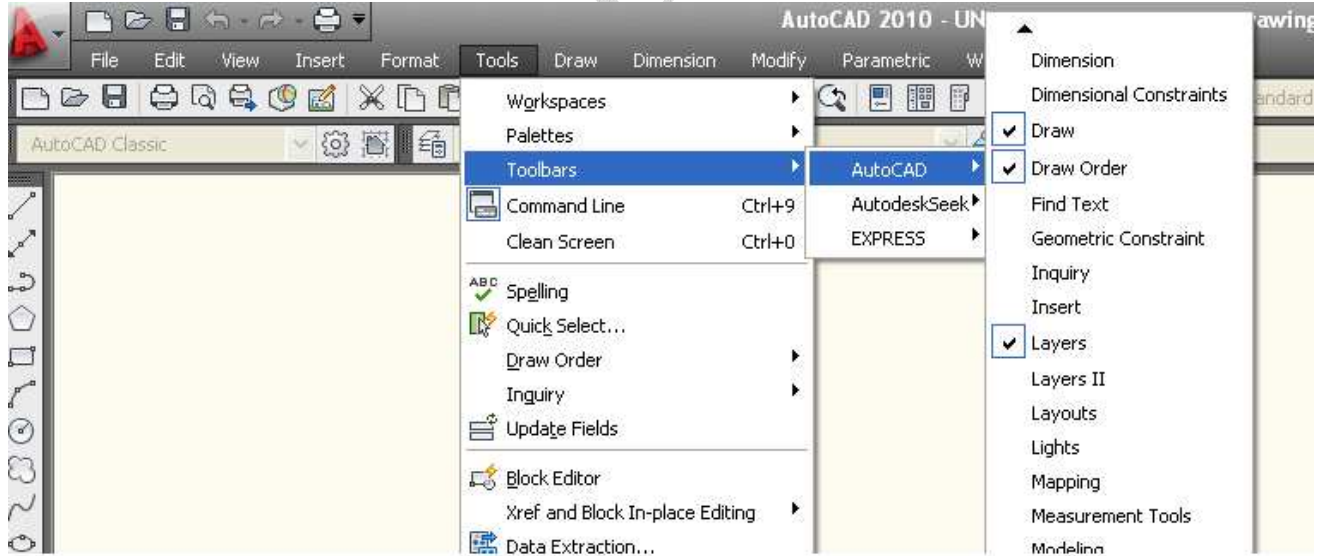 AutoCAD 2010 - UN
awing
File Edit View Insert Format Tools Draw Dimension Modify Parametric W
AutoCAD Classic
andard
Workspaces
Palettes
Toolbars
Command Line Ctrl+9
Clean Screen Ctrl+0
ABC Spelling
Quick Select...
Draw Order
Inquiry
Update Fields
Block Editor
Xref and Block In-place Editing
Data Extraction...
AutoCAD
AutodeskSeek
EXPRESS
Dimension
Dimensional Constraints
Draw
Draw Order
Find Text
Geometric Constraint
Inquiry
Insert
Layers
Layers II
Layouts
Lights
Mapping
Measurement Tools
Modeling